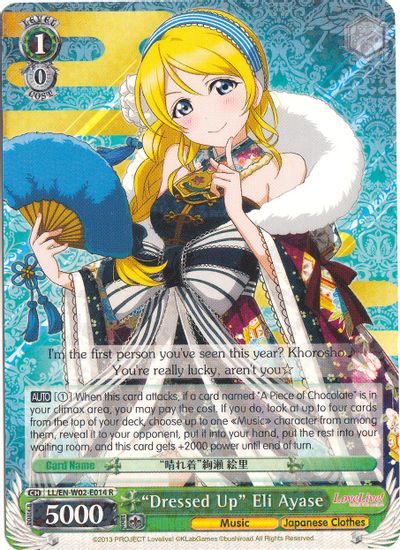 LEVEL
1
0
COST
I'm the first person you've seen this year? Khorosho♪
You're really lucky, aren't you☆
AUTO [①] When this card attacks, if a card named "A Piece of Chocolate" is in
your climax area, you may pay the cost. If you do, look at up to four cards
from the top of your deck, choose up to one «Music» character from among
them, reveal it to your opponent, put it into your hand, put the rest into your
waiting room, and this card gets +2000 power until end of turn.
Card Name "晴れ着"絢瀬 絵里
CH LL/EN-W02-E014 R
"Dressed Up" Eli Ayase LoveLive!
POWER 5000 Music Japanese Clothes
©2013 PROJECT Lovelive! ©KLabGames ©bushiroad All Rights Reserved.